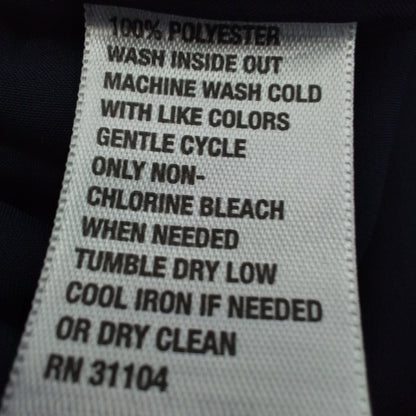 100% POLYESTER
WASH INSIDE OUT
MACHINE WASH COLD
WITH LIKE COLORS
GENTLE CYCLE
ONLY NON-
CHLORINE BLEACH
WHEN NEEDED
TUMBLE DRY LOW
COOL IRON IF NEEDED
OR DRY CLEAN
RN 31104